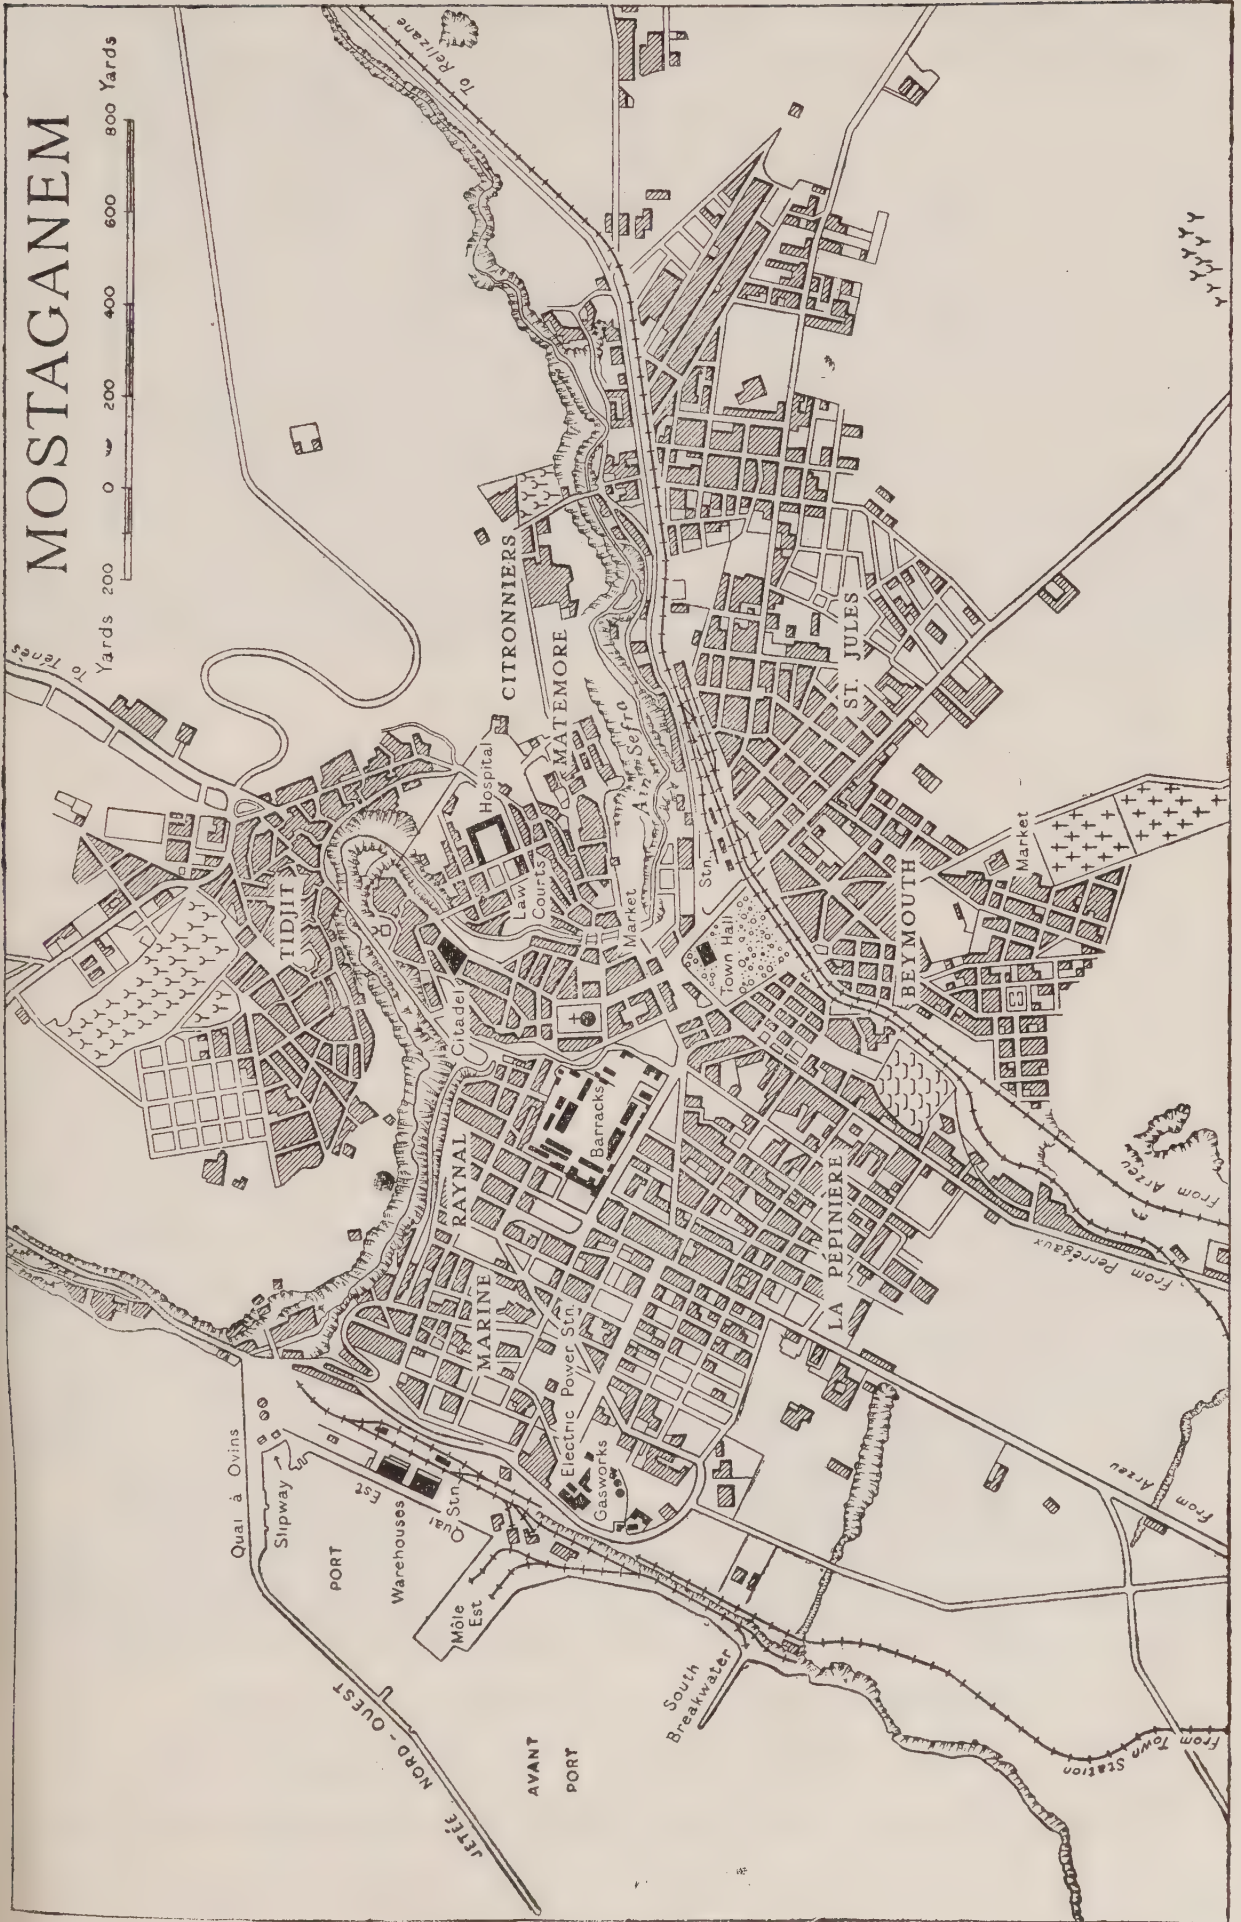 MOSTAGANEM
Yards 200 0 200 400 600 800 Yards
To Relizane
To Ténès
CITRONNIERS
MATEMORE
Aïn Sefra
Hospital
Law
Courts
Market
TIDJIT
Citadel
Stn.
Town Hall
ST. JULES
BEYMOUTH
Market
Barracks
RAYNAL
MARINE
LA PÉPINIÈRE
Electric Power Stn.
Gasworks
From Arzeu
From Perrégaux
From Arzeu
From Town Station
Quai à Ovins
Slipway
PORT
Warehouses
Quai Est
Stn.
Môle
Est
JETÉE NORD-OUEST
AVANT
PORT
South
Breakwater